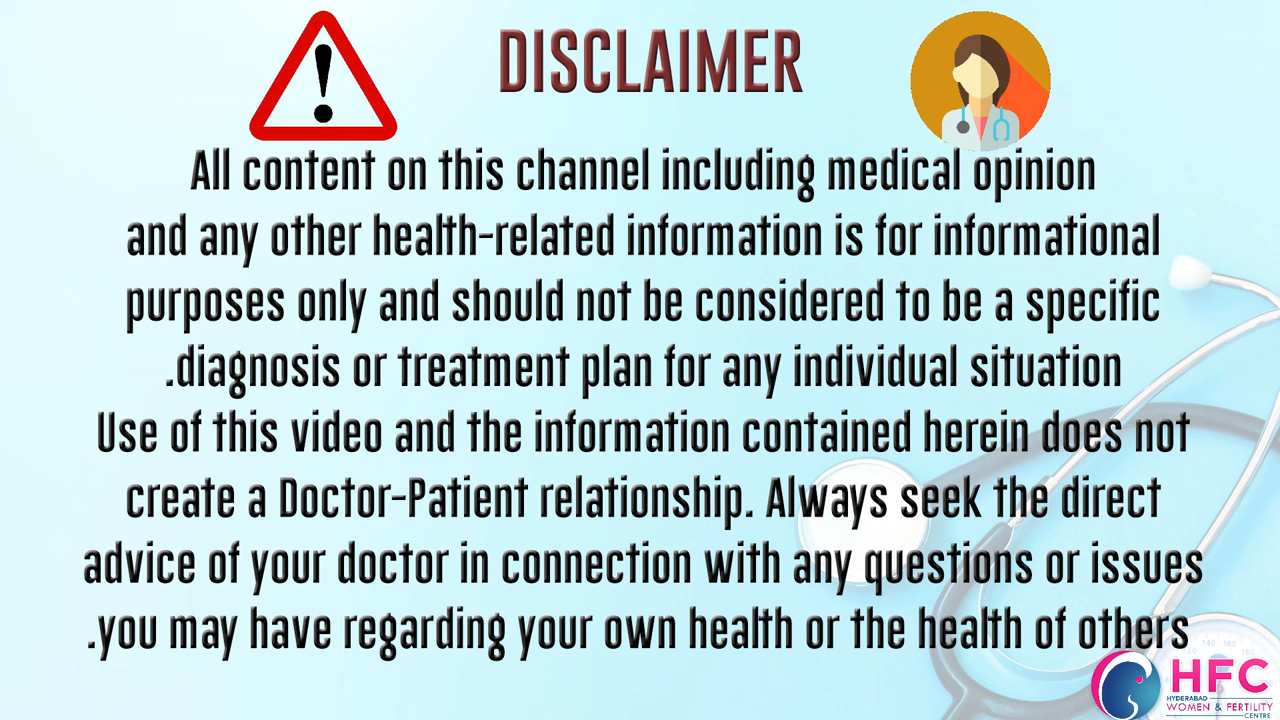 DISCLAIMER
All content on this channel including medical opinion
and any other health-related information is for informational
purposes only and should not be considered to be a specific
.diagnosis or treatment plan for any individual situation
Use of this video and the information contained herein does not
create a Doctor-Patient relationship. Always seek the direct
advice of your doctor in connection with any questions or issues
.you may have regarding your own health or the health of others
140 160
180
HFC
HYDERABAD
WOMEN & FERTILITY
CENTRE